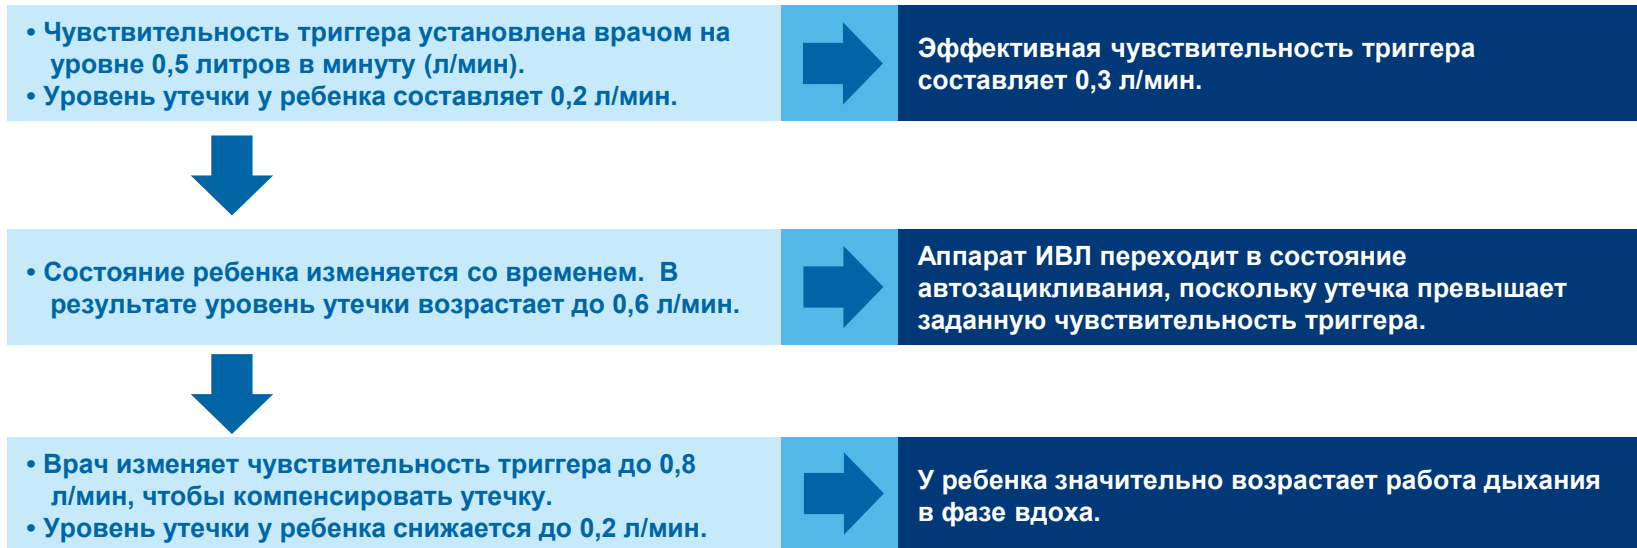 • Чувствительность триггера установлена врачом на
уровне 0,5 литров в минуту (л/мин).
• Уровень утечки у ребенка составляет 0,2 л/мин.
Эффективная чувствительность триггера
составляет 0,3 л/мин.
• Состояние ребенка изменяется со временем. В
результате уровень утечки возрастает до 0,6 л/мин.
Аппарат ИВЛ переходит в состояние
автозацикливания, поскольку утечка превышает
заданную чувствительность триггера.
• Врач изменяет чувствительность триггера до 0,8
л/мин, чтобы компенсировать утечку.
• Уровень утечки у ребенка снижается до 0,2 л/мин.
У ребенка значительно возрастает работа дыхания
в фазе вдоха.